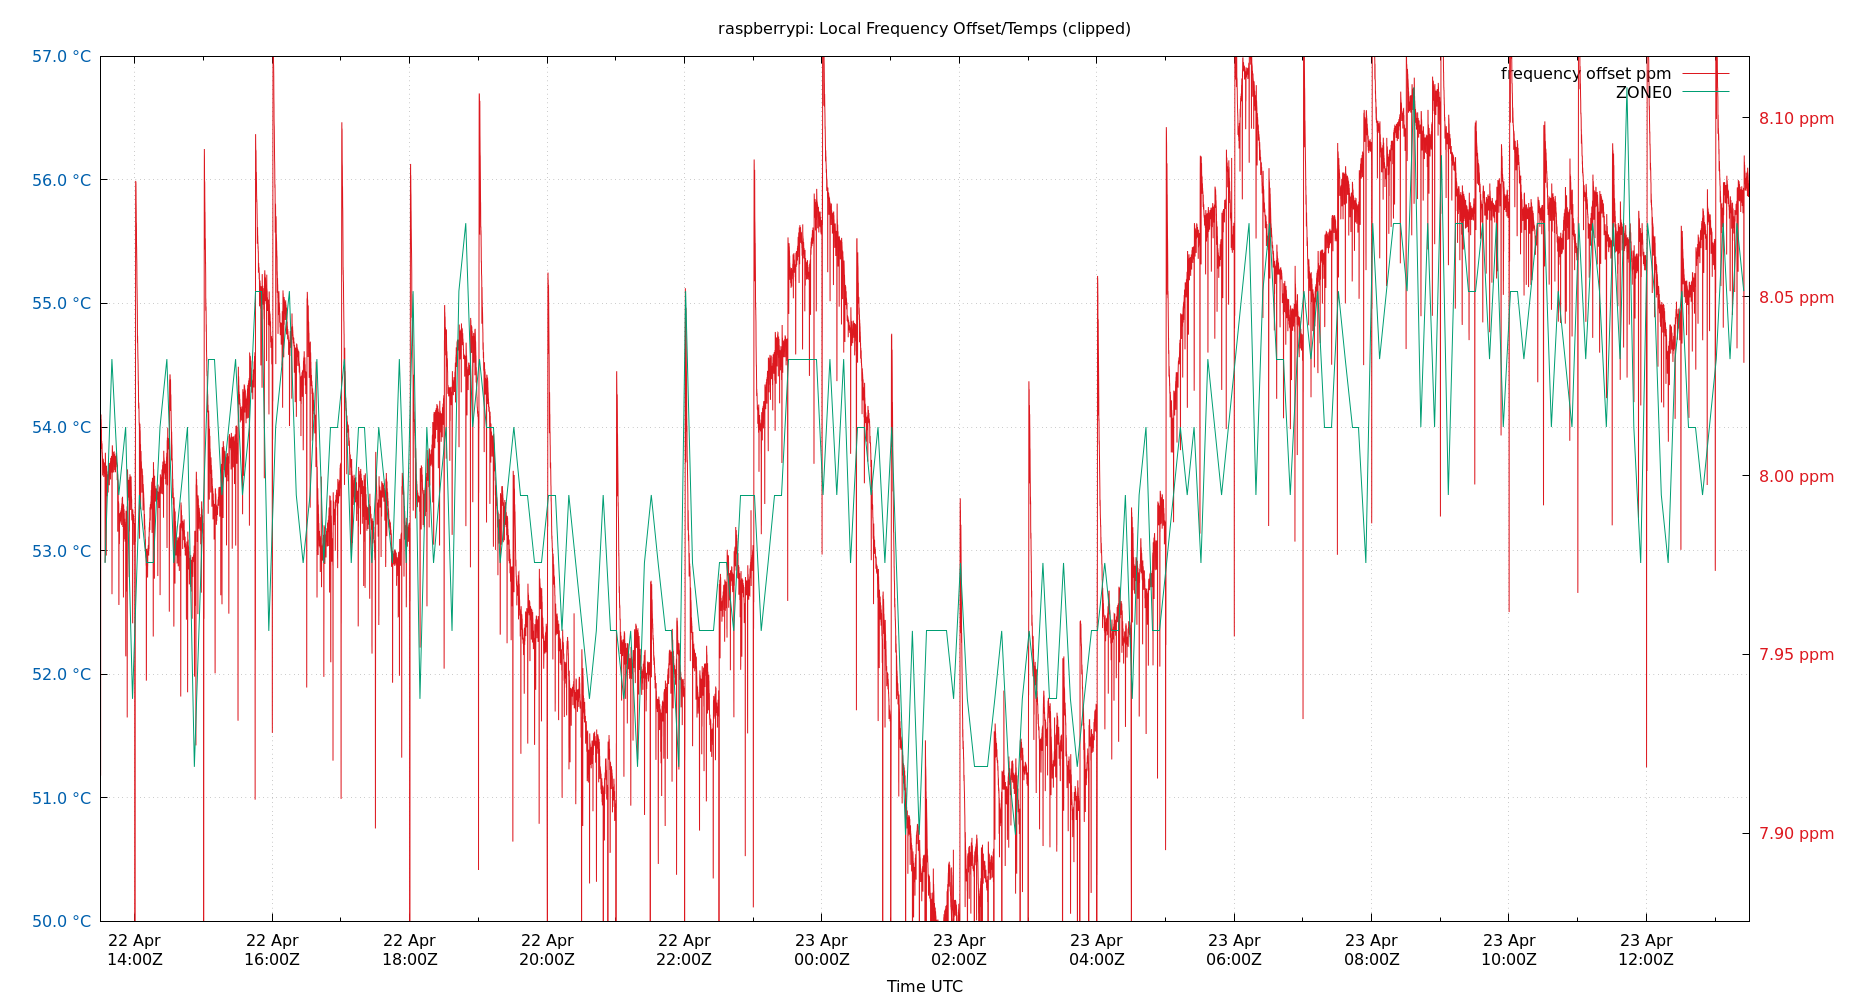 raspberrypi: Local Frequency Offset/Temps (clipped)
57.0 °C
56.0 °C
55.0 °C
54.0 °C
53.0 °C
52.0 °C
51.0 °C
50.0 °C
frequency offset ppm
ZONE0
8.10 ppm
8.05 ppm
8.00 ppm
7.95 ppm
7.90 ppm
22 Apr 22 Apr 22 Apr 22 Apr 22 Apr 23 Apr 23 Apr 23 Apr 23 Apr 23 Apr 23 Apr 23 Apr
14:00Z 16:00Z 18:00Z 20:00Z 22:00Z 00:00Z 02:00Z 04:00Z 06:00Z 08:00Z 10:00Z 12:00Z
Time UTC